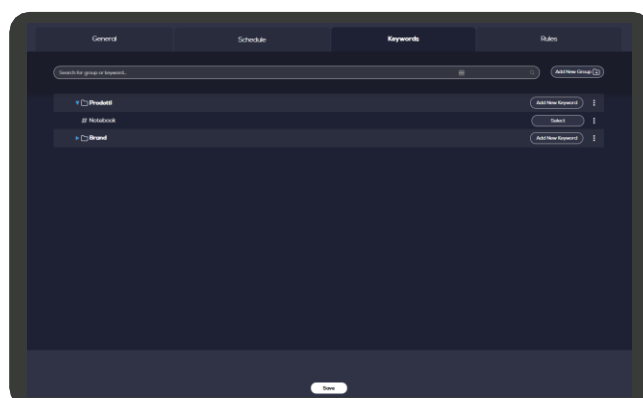 General Schedule Keywords Rules
Search for group or keyword... Add New Group
Prodotti Add New Keyword
# Notebook Select
Brand Add New Keyword
Save